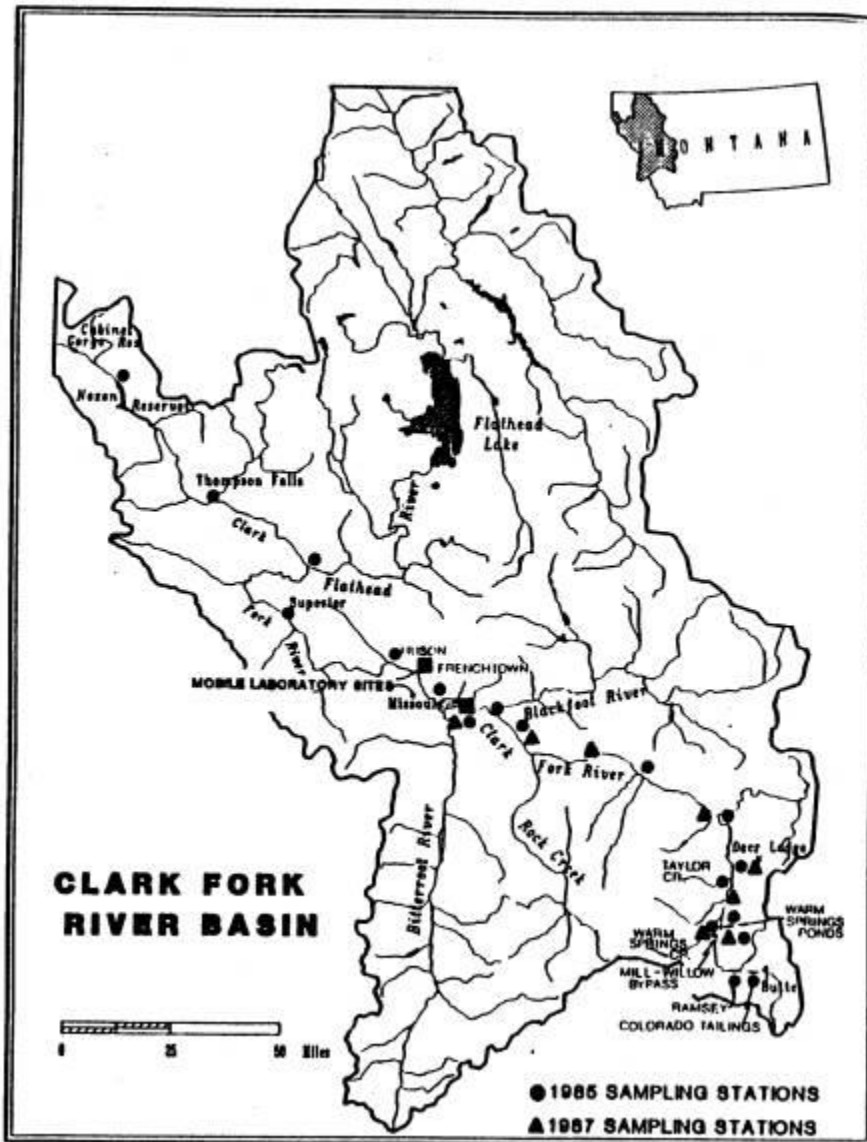 MONTANA
Cabinet
Gorge Res
Noxon
Reservoi
Flathead
Lake
Thompson Falls
River
Clark
Flathead
Superior
Fork
River
FRENCHTOWN
MOBILE LABORATORY SITES
Missoula
Blackfoot River
Clark
Fork River
Rock Creek
Bitterroot River
Deer Lodge
TAYLOR
CR.
WARM
SPRINGS
PONDS
WARM
SPRINGS
CR.
MILL-WILLOW
BYPASS
Butte
RAMSEY
COLORADO TAILINGS
CLARK FORK
RIVER BASIN
0 25 50 Miles
1985 SAMPLING STATIONS
1987 SAMPLING STATIONS